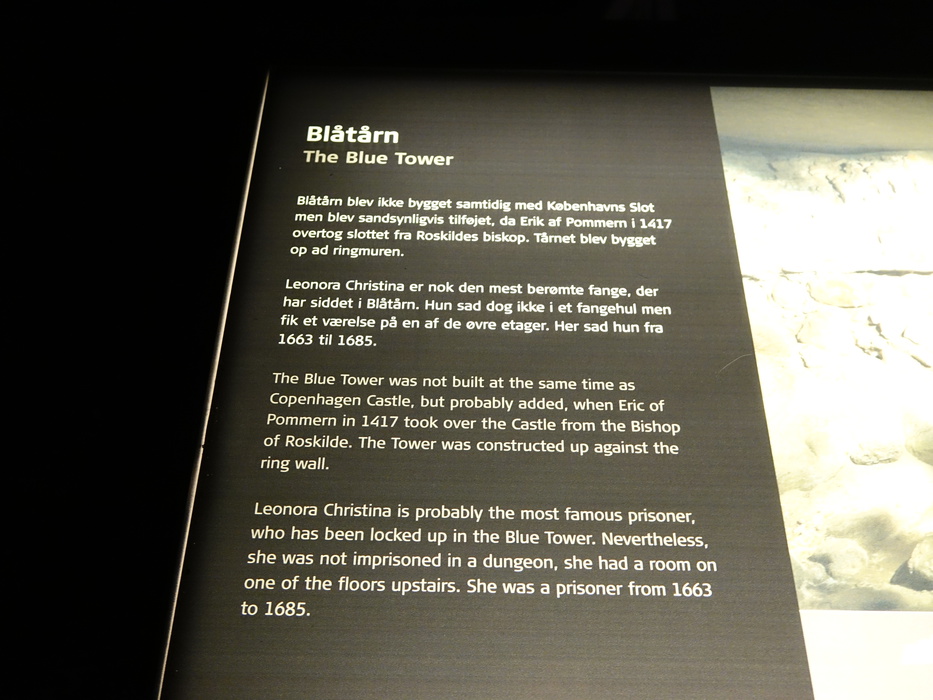 Blåtårn
The Blue Tower
Blåtårn blev ikke bygget samtidig med Københavns Slot
men blev sandsynligvis tilføjet, da Erik af Pommern i 1417
overtog slottet fra Roskildes biskop. Tårnet blev bygget
op ad ringmuren.
Leonora Christina er nok den mest berømte fange, der
har siddet i Blåtårn. Hun sad dog ikke i et fangehul men
fik et værelse på en af de øvre etager. Her sad hun fra
1663 til 1685.
The Blue Tower was not built at the same time as
Copenhagen Castle, but probably added, when Eric of
Pommern in 1417 took over the Castle from the Bishop
of Roskilde. The Tower was constructed up against the
ring wall.
Leonora Christina is probably the most famous prisoner,
who has been locked up in the Blue Tower. Nevertheless,
she was not imprisoned in a dungeon, she had a room on
one of the floors upstairs. She was a prisoner from 1663
to 1685.